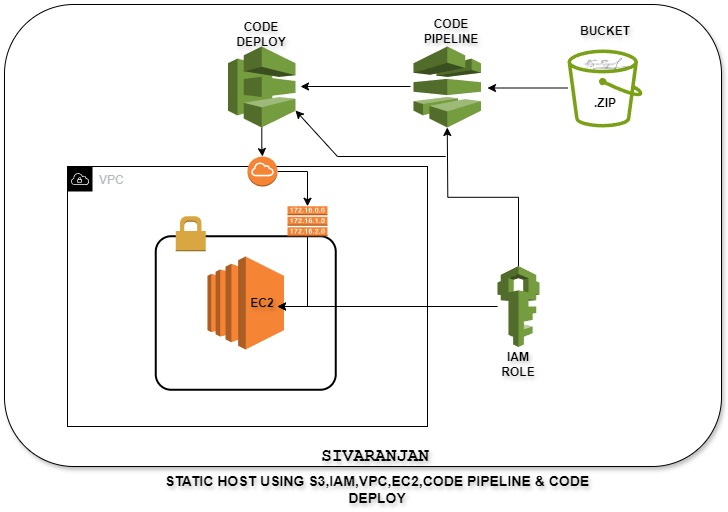 CODE
DEPLOY
CODE
PIPELINE
BUCKET
.ZIP
VPC
172.16.0.0
172.16.1.0
172.16.2.0
EC2
IAM
ROLE
SIVARANJAN
STATIC HOST USING S3,IAM,VPC,EC2,CODE PIPELINE & CODE
DEPLOY